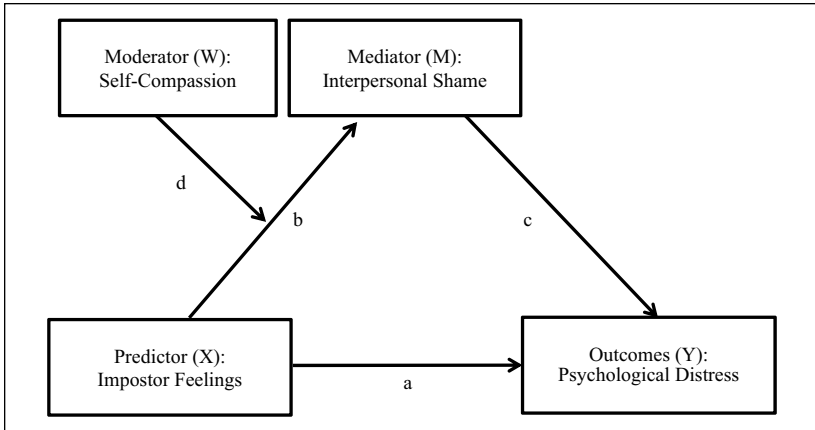 Moderator (W):
Self-Compassion
Mediator (M):
Interpersonal Shame
d
b
c
Predictor (X):
Impostor Feelings
a
Outcomes (Y):
Psychological Distress